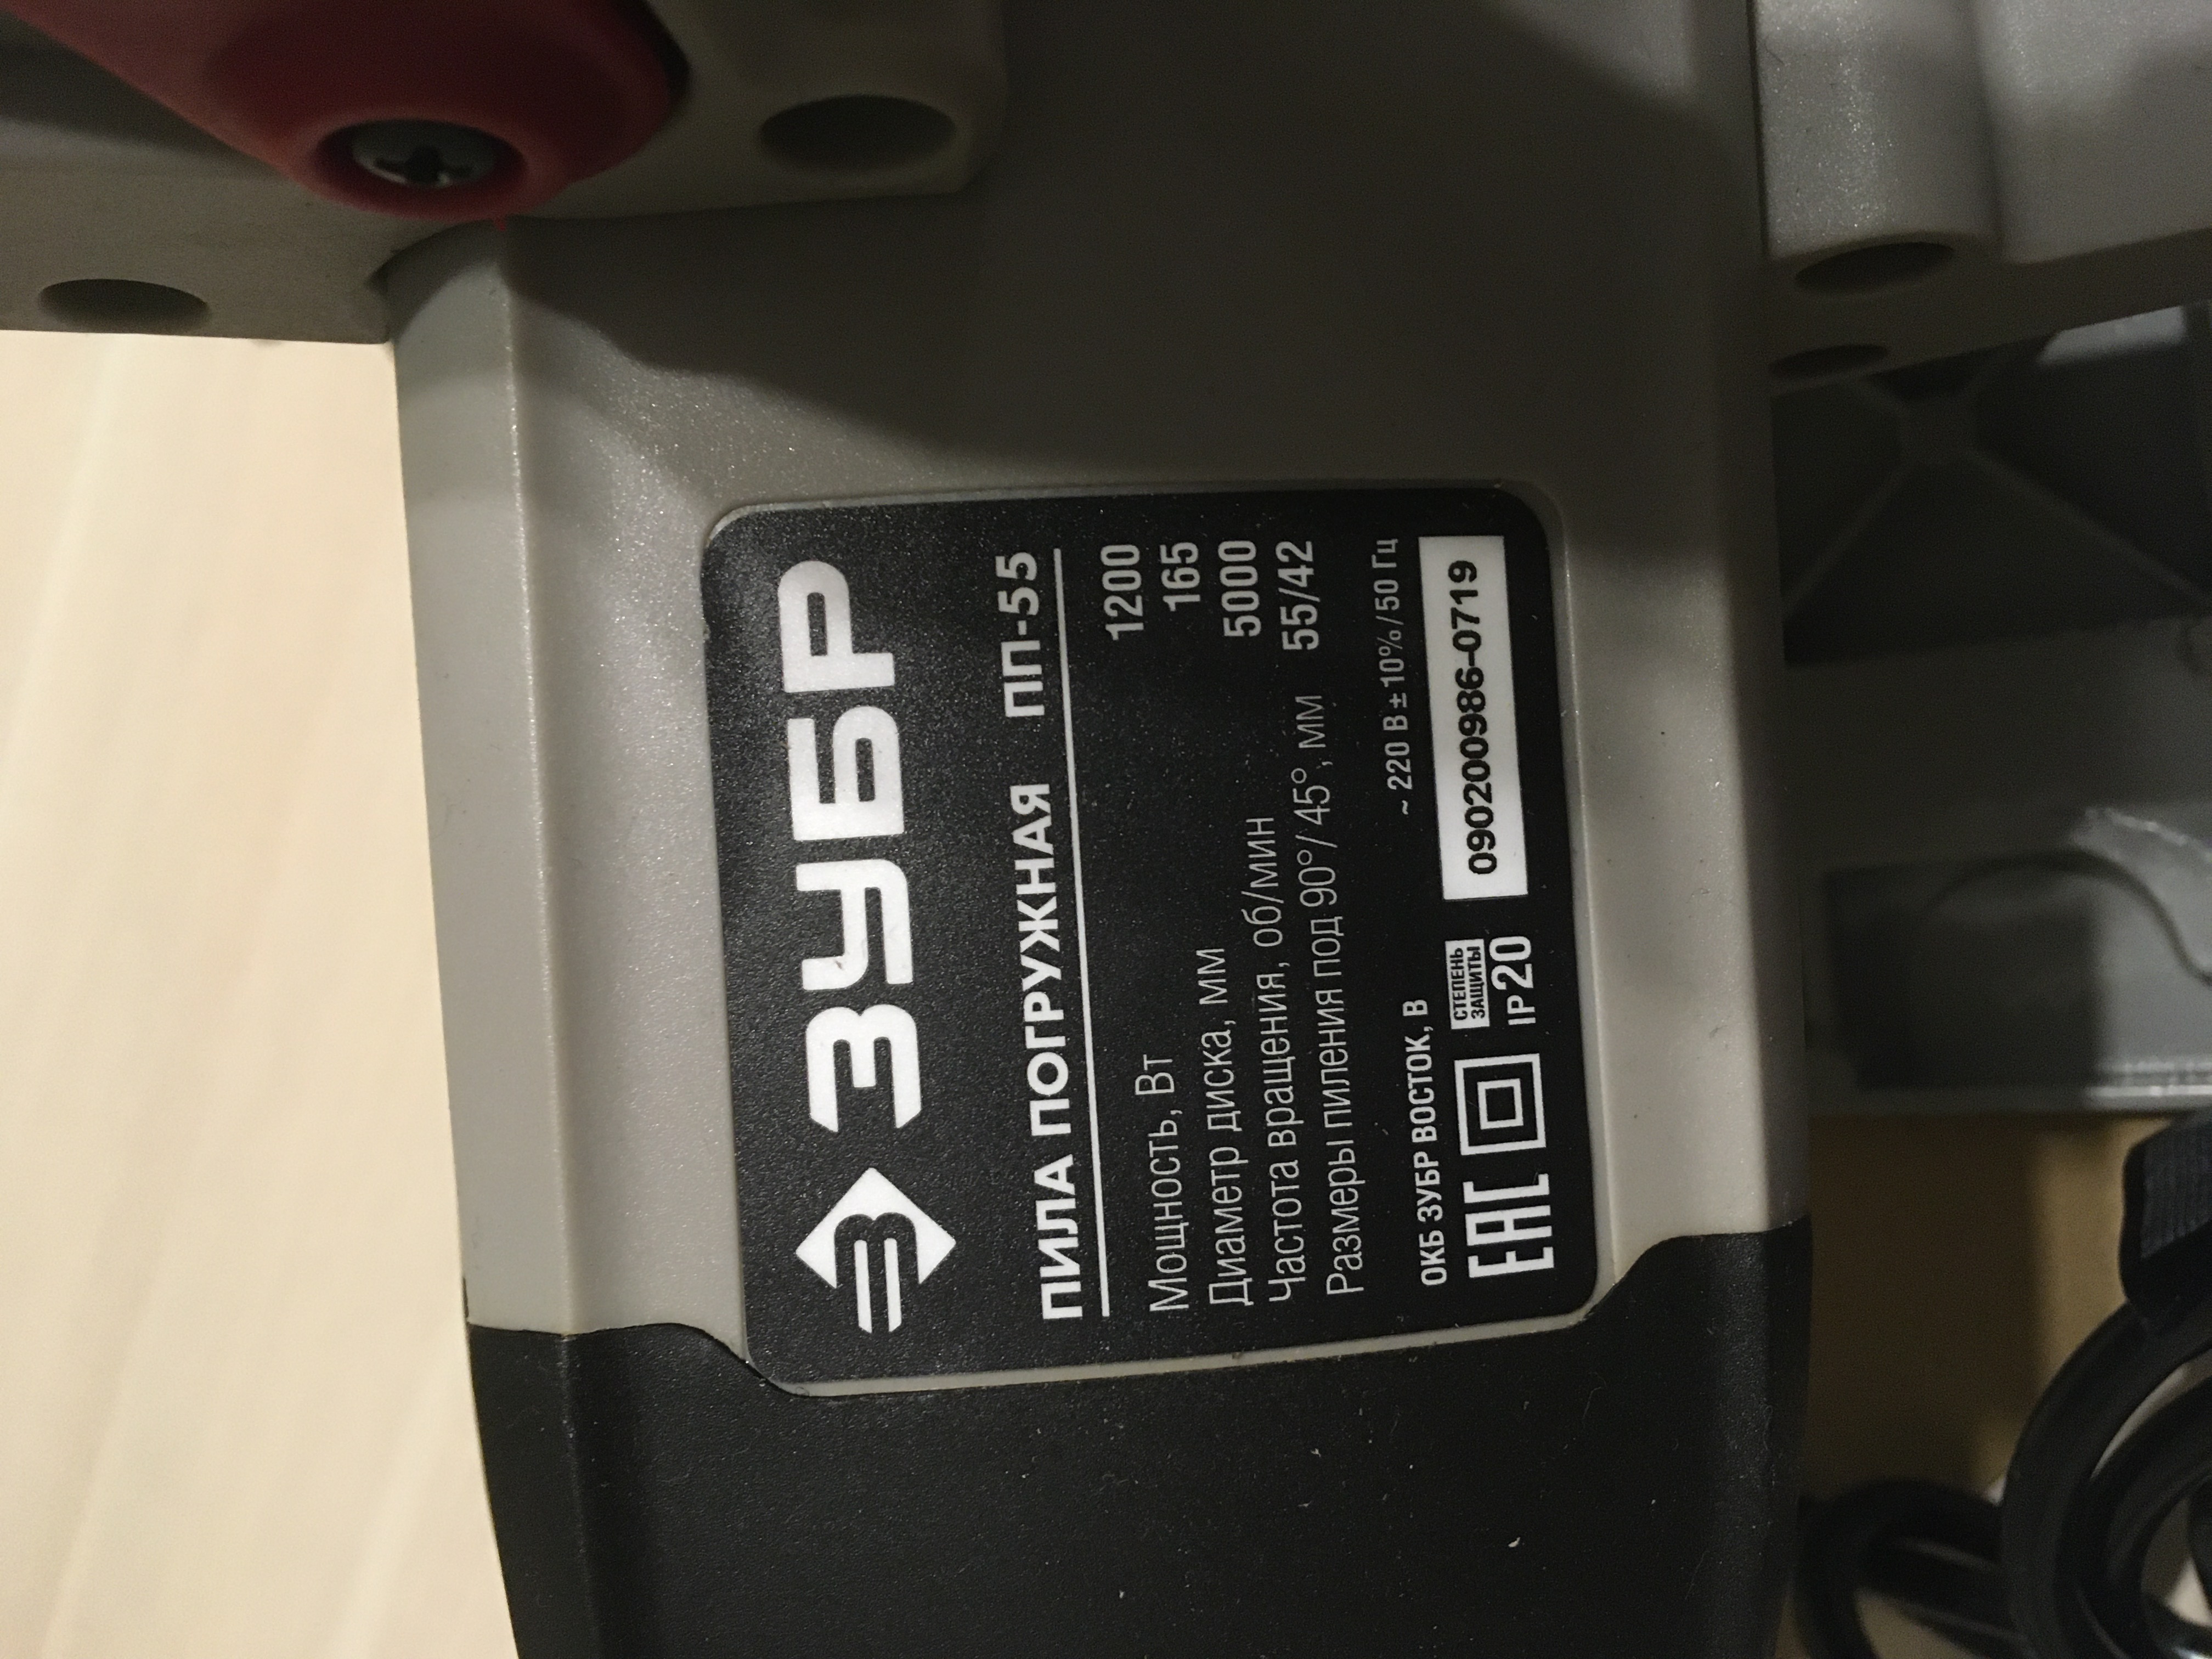 ЗУБР
ПИЛА ПОГРУЖНАЯ ПП-55
Мощность, Вт 1200
Диаметр диска, мм 165
Частота вращения, об/мин 5000
Размеры пиления под 90°/45°, мм 55/42
~ 220 В ± 10% / 50 Гц
ОКБ ЗУБР ВОСТОК, В
EAC
СТЕПЕНЬ
ЗАЩИТЫ
IP20
090200986-0719